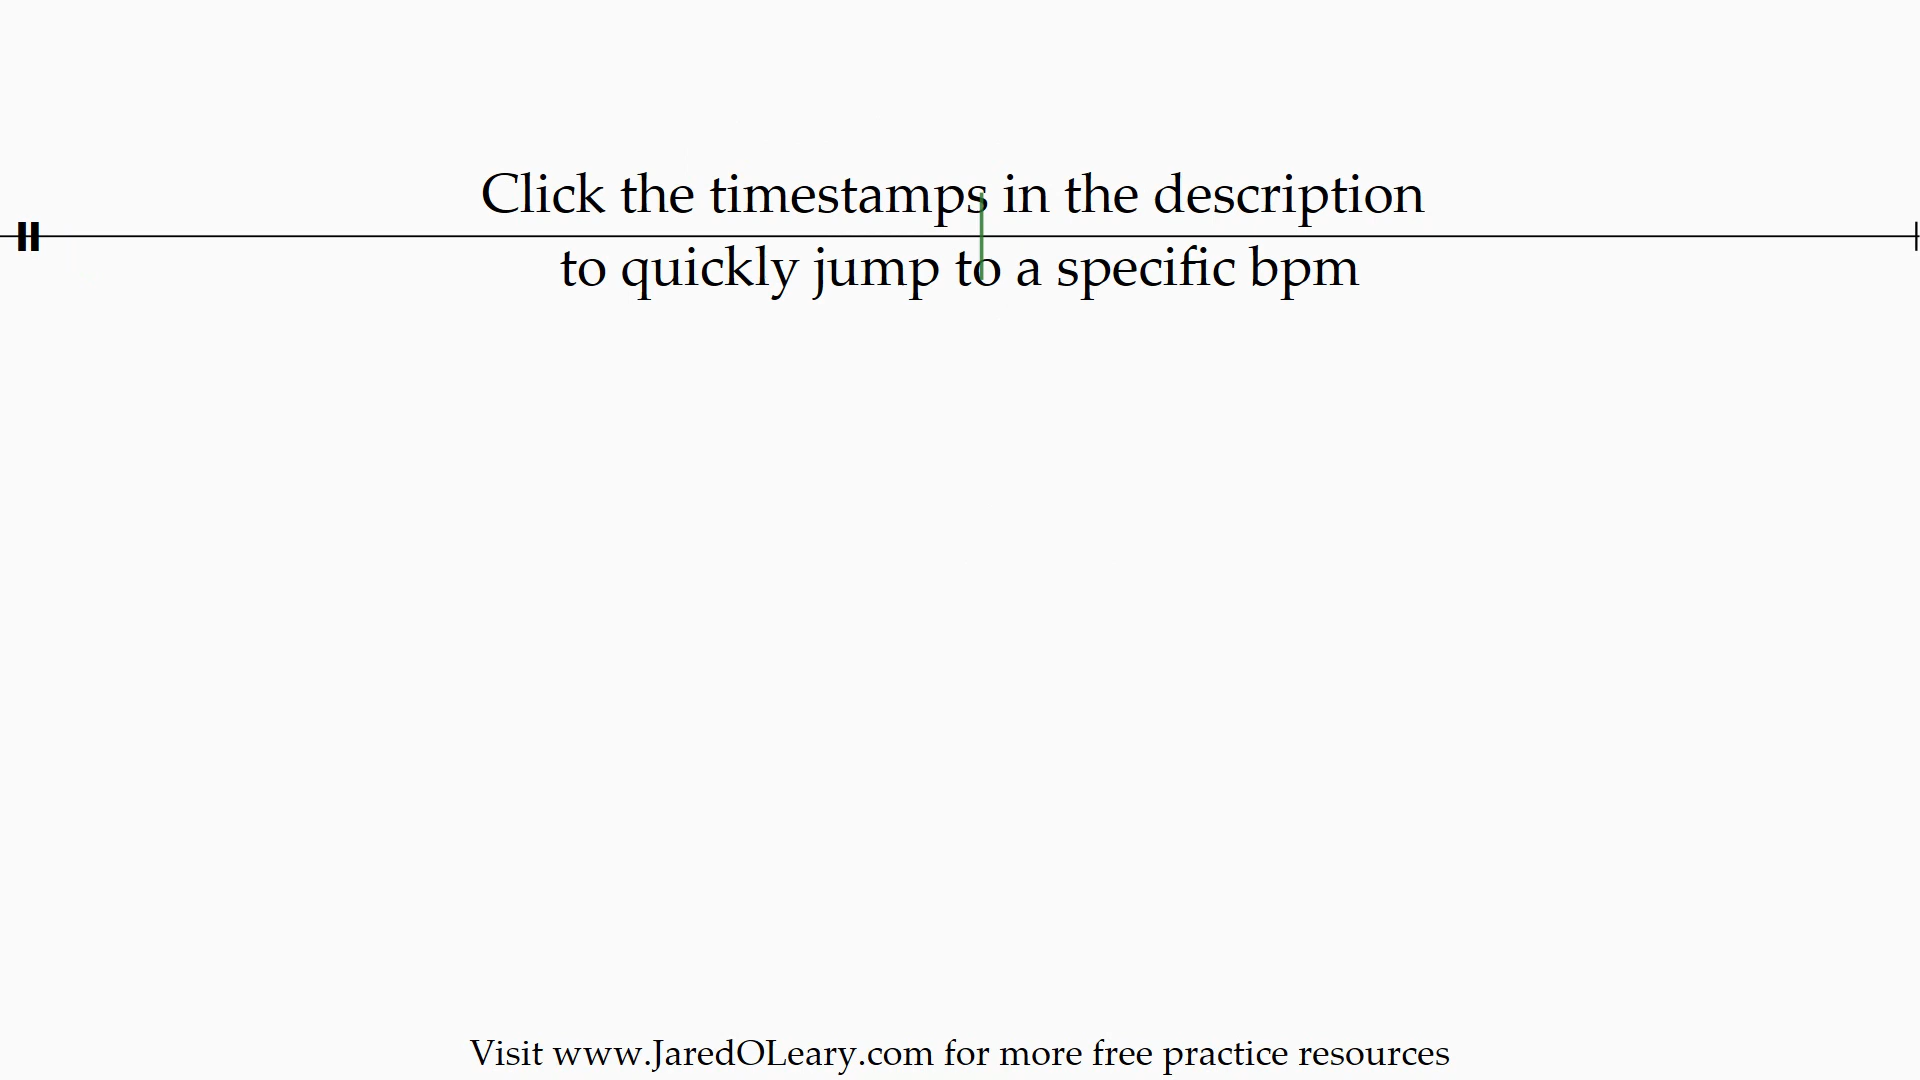 Click the timestamps in the description
to quickly jump to a specific bpm
Visit www.JaredOLeary.com for more free practice resources